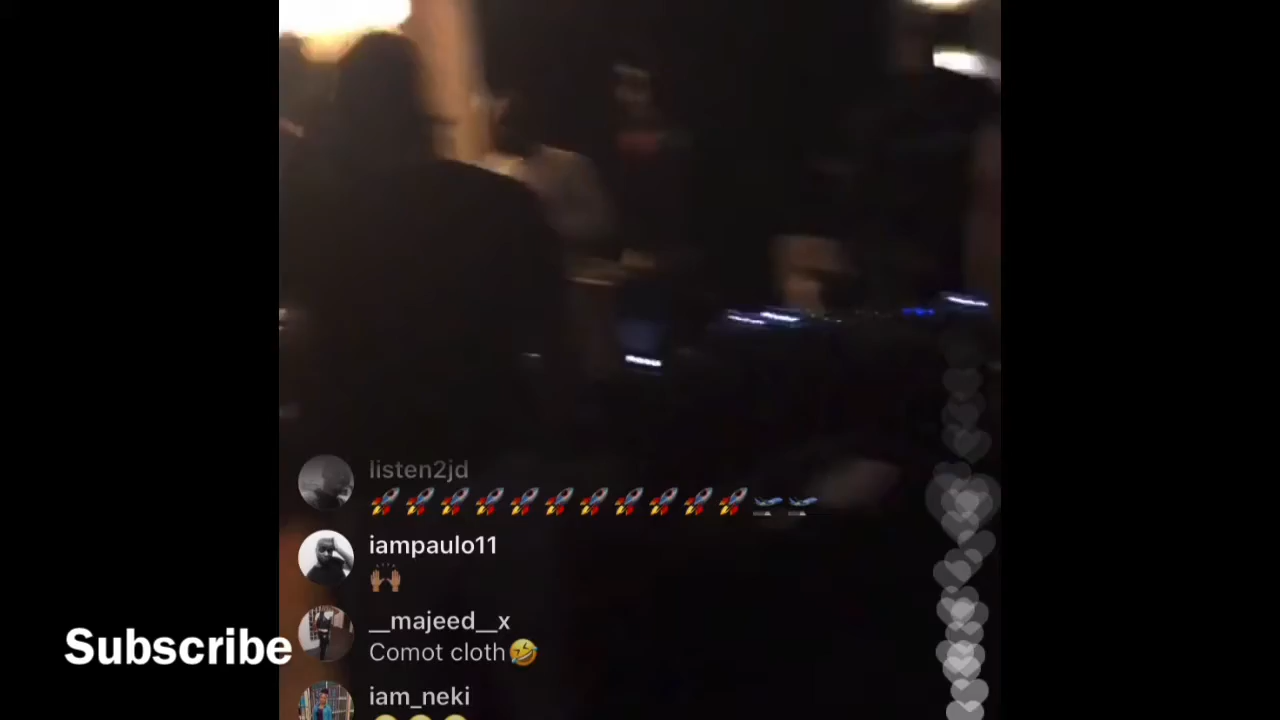 listen2jd
🚀🚀🚀🚀🚀🚀🚀🚀🚀🚀🚀🛫🛫
iampaulo11
🙌🏽
__majeed__x
Comot cloth🤣
Subscribe
iam_neki